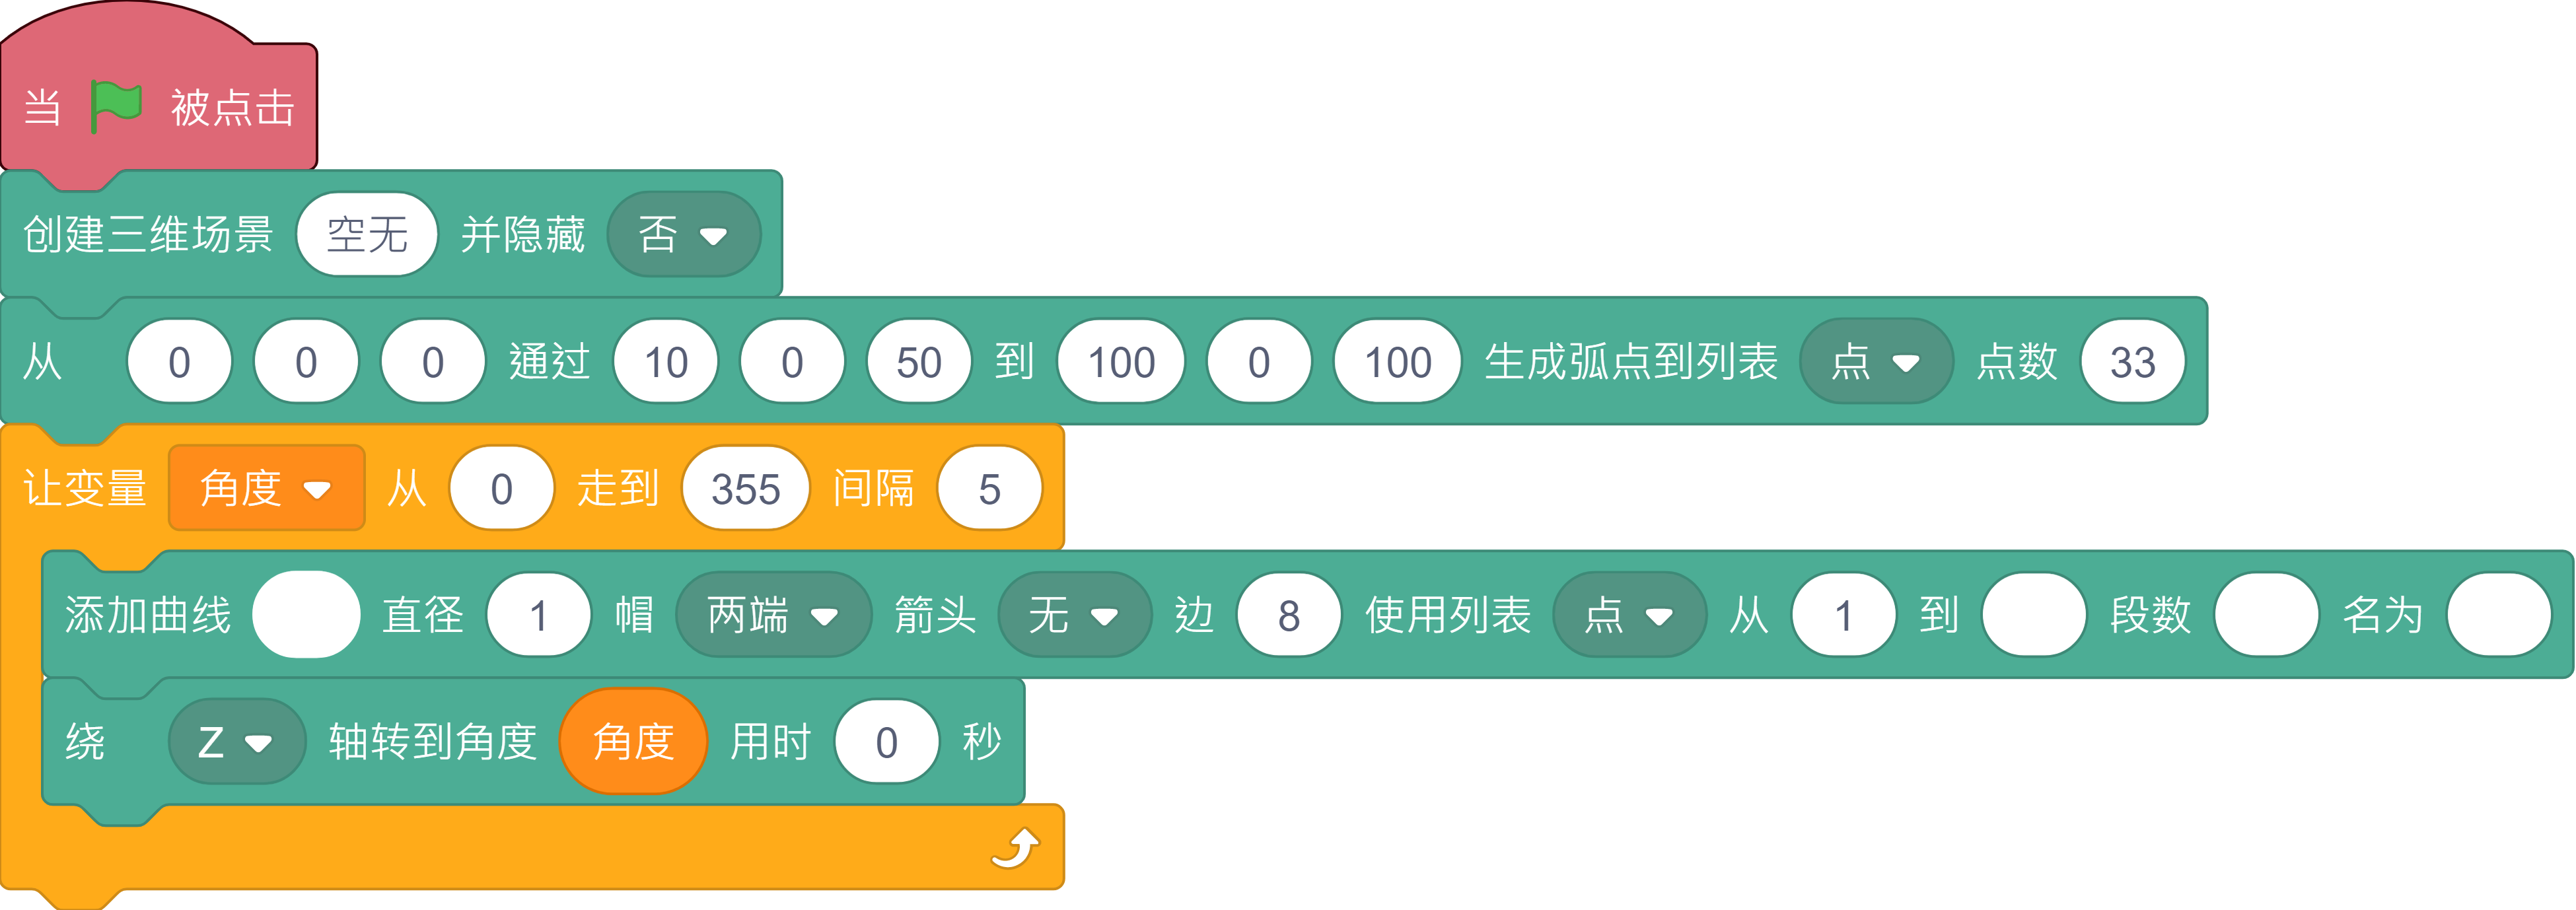 当 被点击
创建三维场景 空无 并隐藏 否
从 0 0 0 通过 10 0 50 到 100 0 100 生成弧点到列表 点 点数 33
让变量 角度 从 0 走到 355 间隔 5
添加曲线 直径 1 帽 两端 箭头 无 边 8 使用列表 点 从 1 到 段数 名为
绕 Z 轴转到角度 角度 用时 0 秒